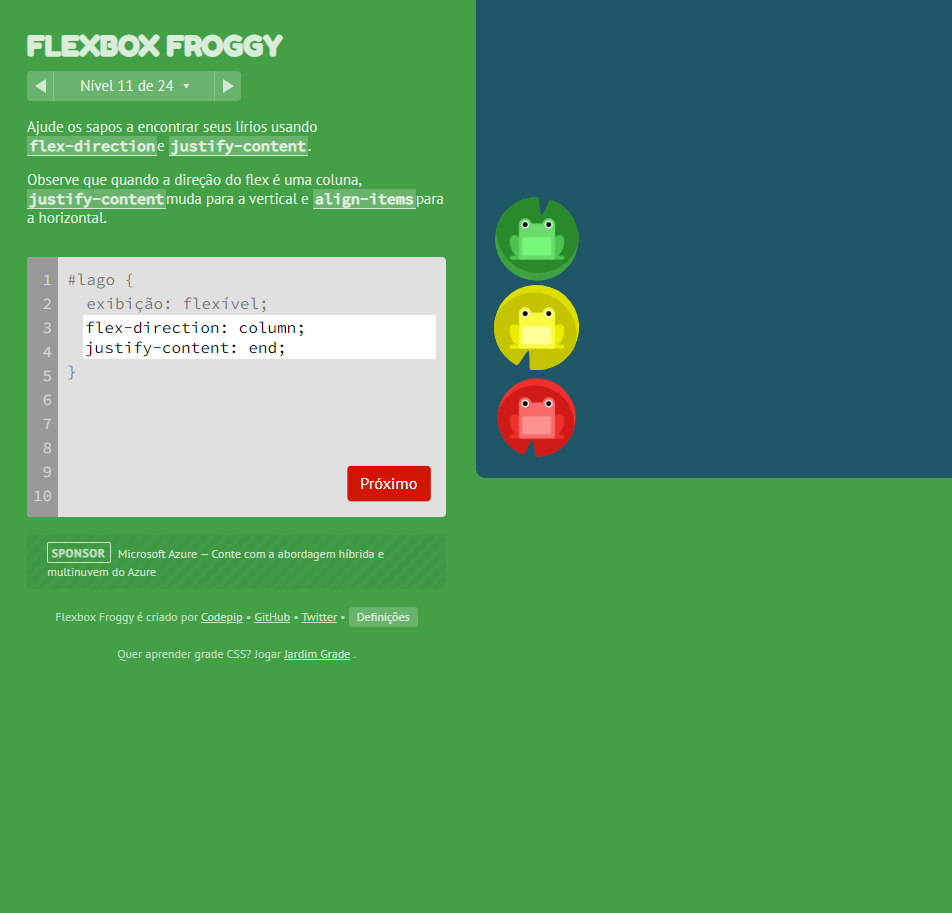 FLEXBOX FROGGY
Nível 11 de 24
Ajude os sapos a encontrar seus lírios usando
flex-direction e justify-content.
Observe que quando a direção do flex é uma coluna,
justify-content muda para a vertical e align-items para
a horizontal.
1 #lago {
2 exibição: flexível;
3 flex-direction: column;
4 justify-content: end;
5 }
6
7
8
9
10
Próximo
SPONSOR Microsoft Azure — Conte com a abordagem híbrida e
multinuvem do Azure
Flexbox Froggy é criado por Codepip • GitHub • Twitter • Definições
Quer aprender grade CSS? Jogar Jardim Grade .